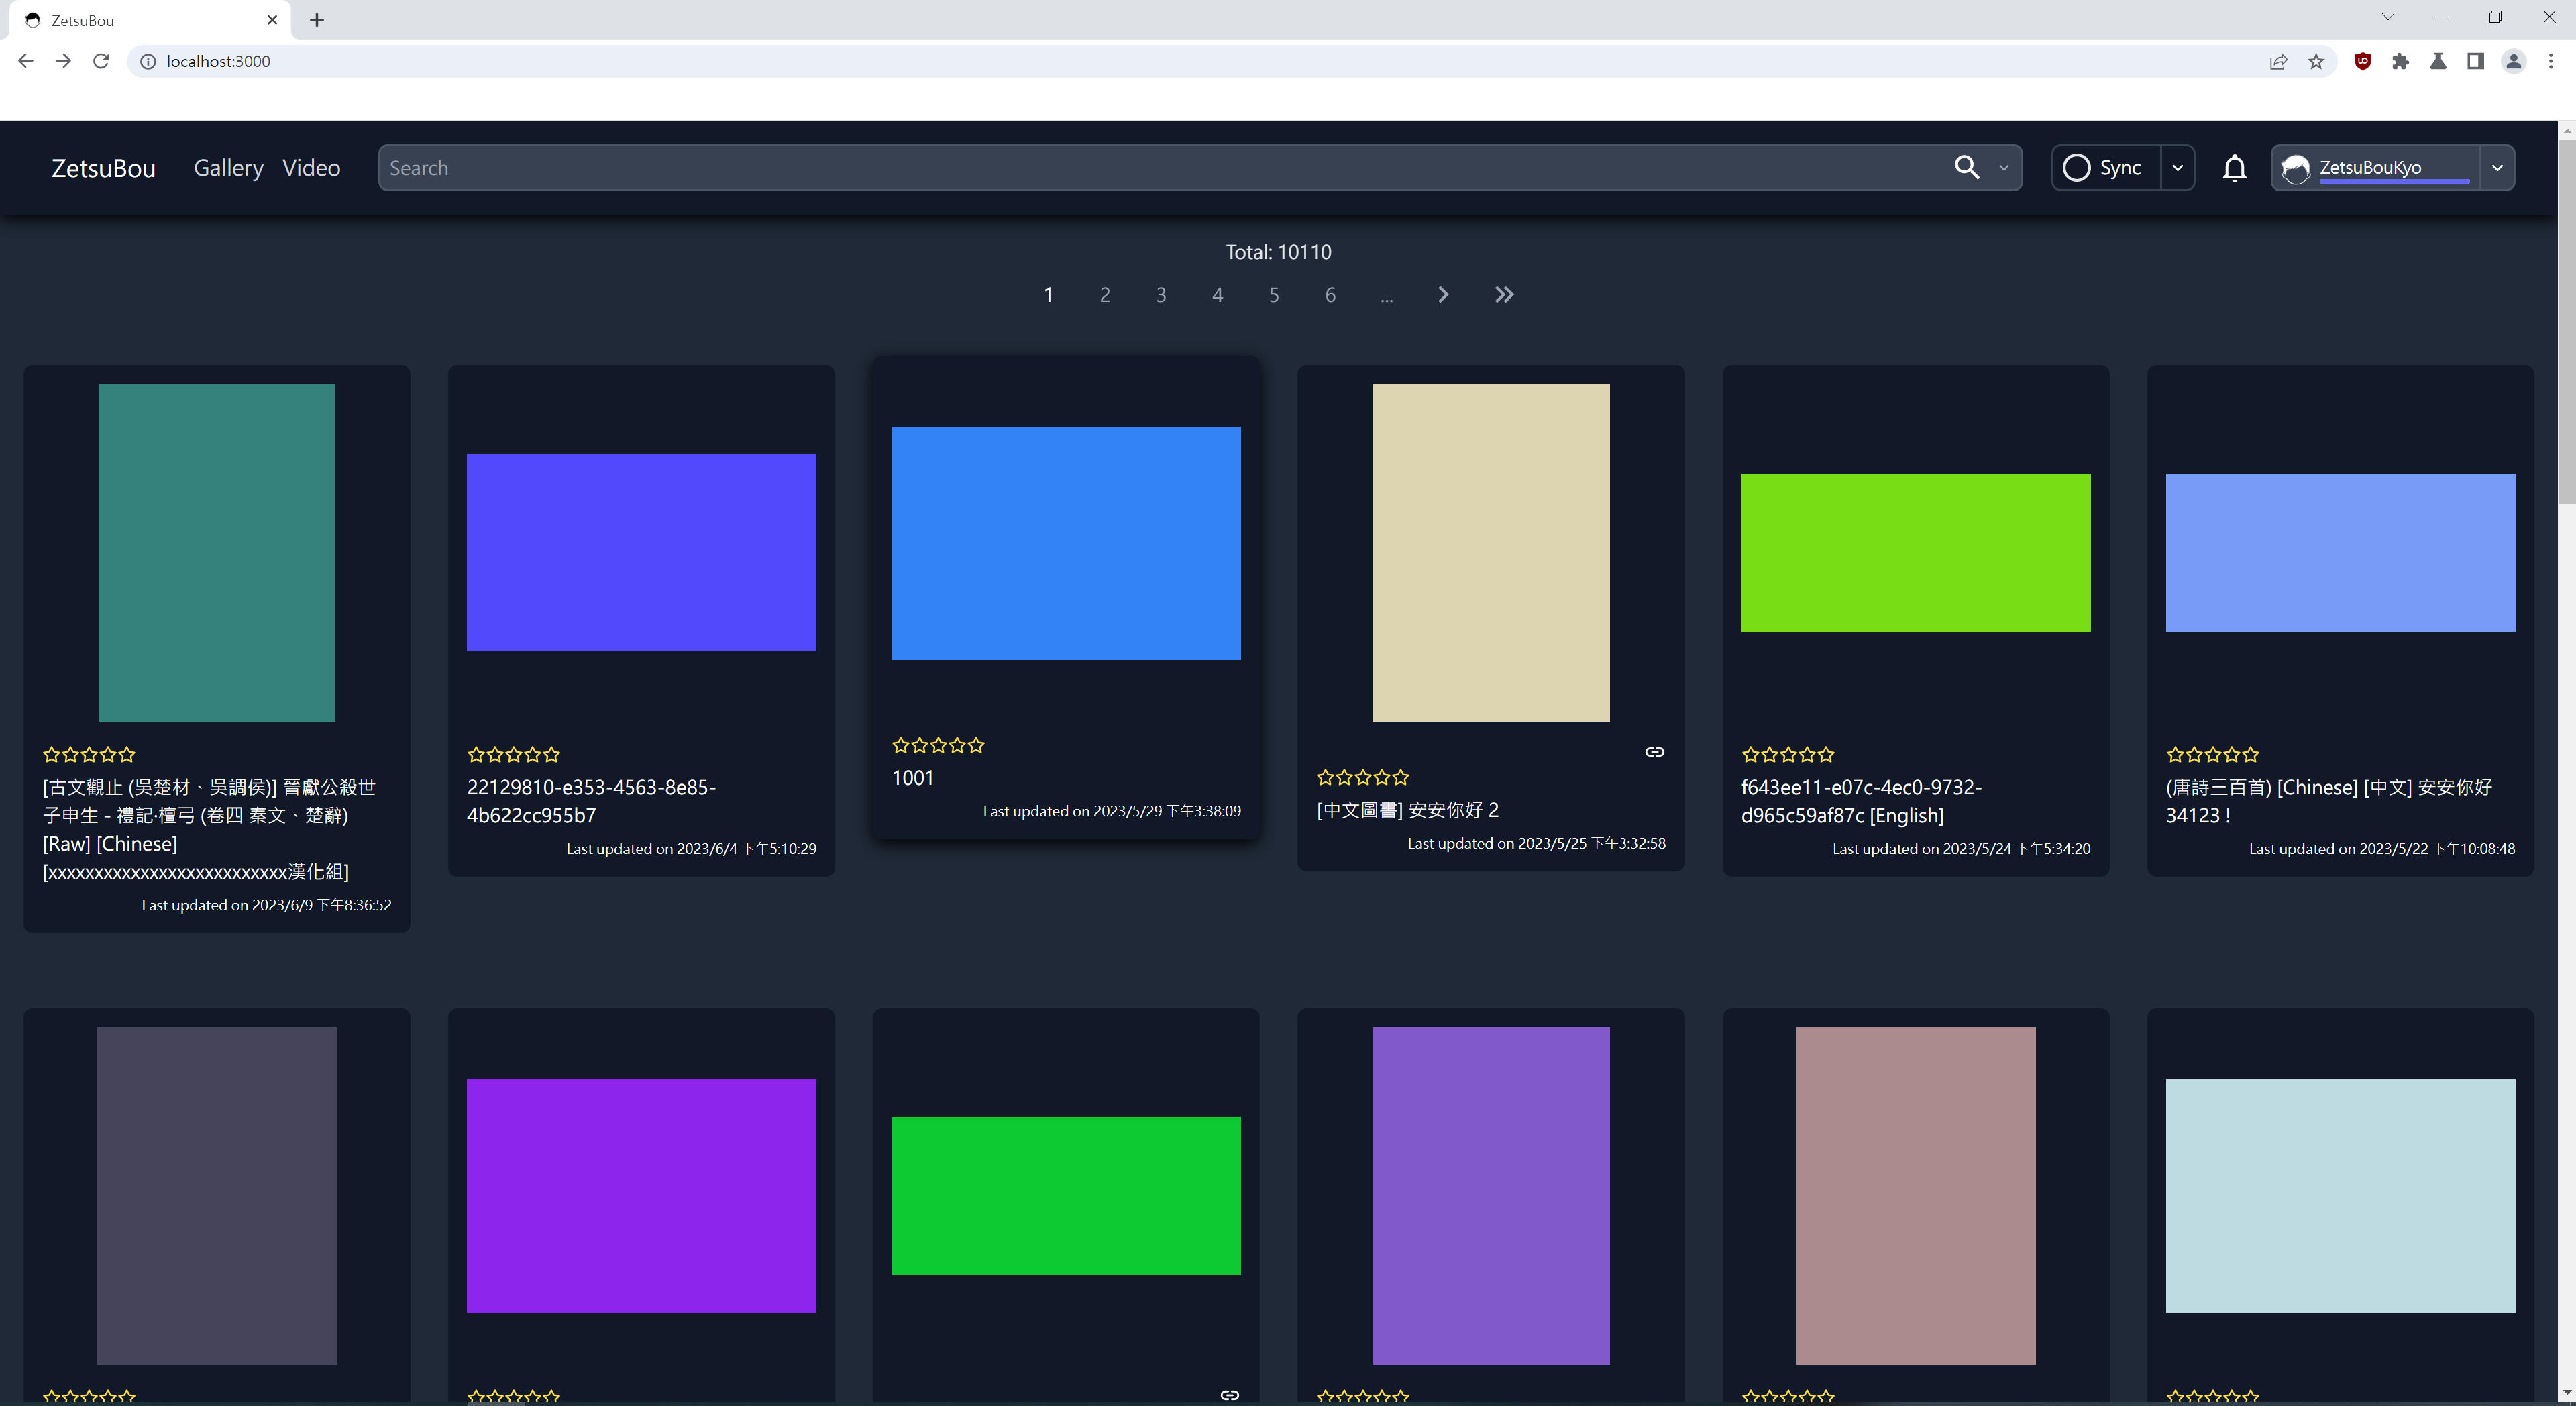 ZetsuBou
localhost:3000
ZetsuBou Gallery Video Search Sync ZetsuBouKyo
Total: 10110
1 2 3 4 5 6 ...
[古文觀止 (吳楚材、吳調侯)] 晉獻公殺世
子申生 - 禮記·檀弓 (卷四 秦文、楚辭)
[Raw] [Chinese]
[xxxxxxxxxxxxxxxxxxxxxxxxxx漢化組]
Last updated on 2023/6/9 下午8:36:52
22129810-e353-4563-8e85-
4b622cc955b7
Last updated on 2023/6/4 下午5:10:29
1001
Last updated on 2023/5/29 下午3:38:09
[中文圖書] 安安你好 2
Last updated on 2023/5/25 下午3:32:58
f643ee11-e07c-4ec0-9732-
d965c59af87c [English]
Last updated on 2023/5/24 下午5:34:20
(唐詩三百首) [Chinese] [中文] 安安你好
34123 !
Last updated on 2023/5/22 下午10:08:48